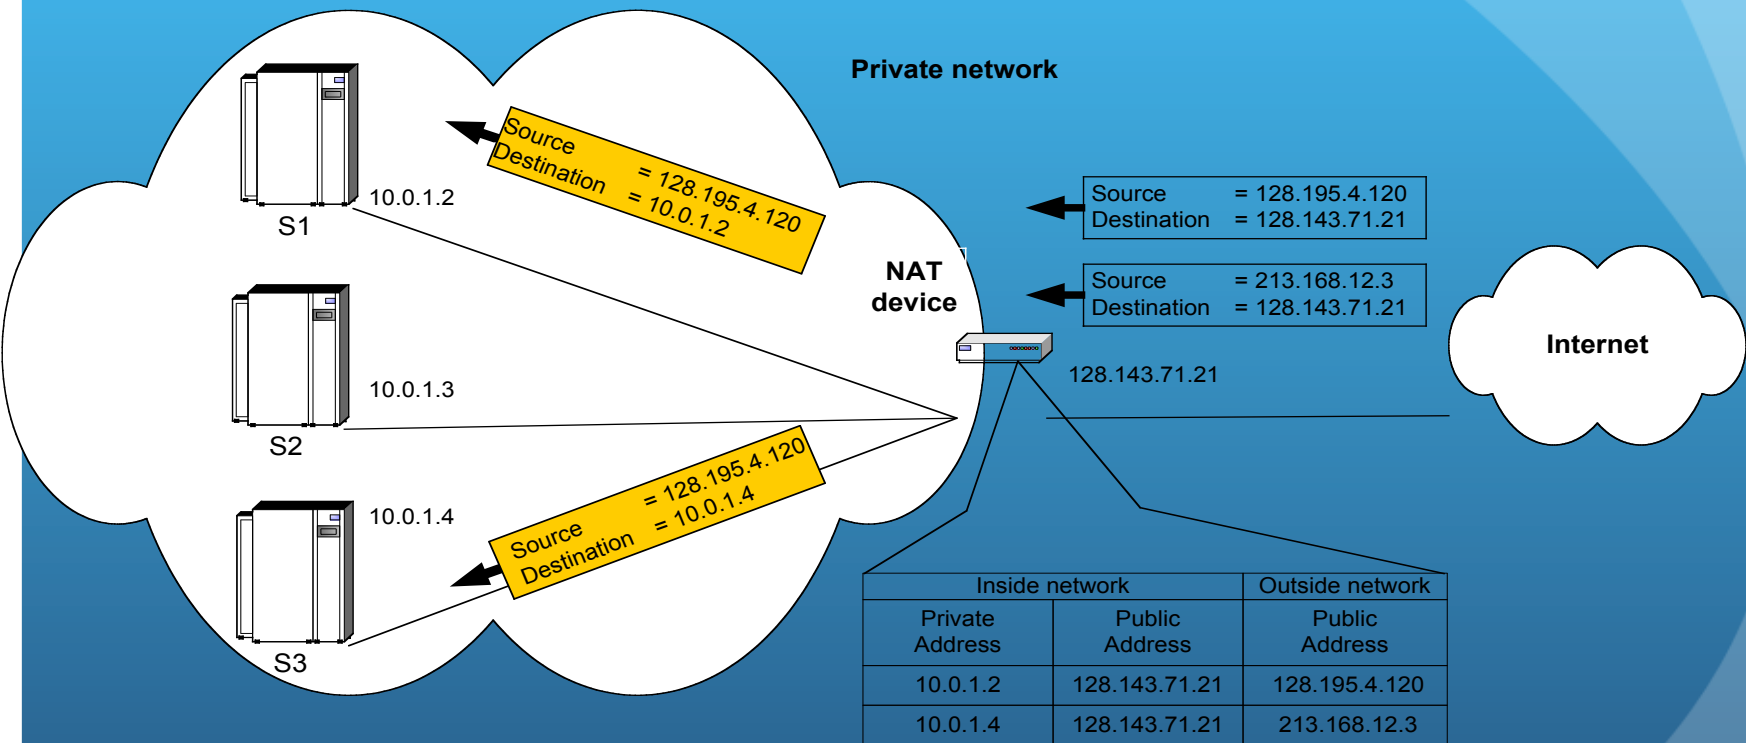 Private network
Source = 128.195.4.120
Destination = 10.0.1.2
10.0.1.2
S1
Source = 128.195.4.120
Destination = 128.143.71.21
NAT
device
Source = 213.168.12.3
Destination = 128.143.71.21
Internet
128.143.71.21
10.0.1.3
S2
Source = 128.195.4.120
Destination = 10.0.1.4
10.0.1.4
S3
Inside network Outside network
Private Address Public Address Public Address
10.0.1.2 128.143.71.21 128.195.4.120
10.0.1.4 128.143.71.21 213.168.12.3